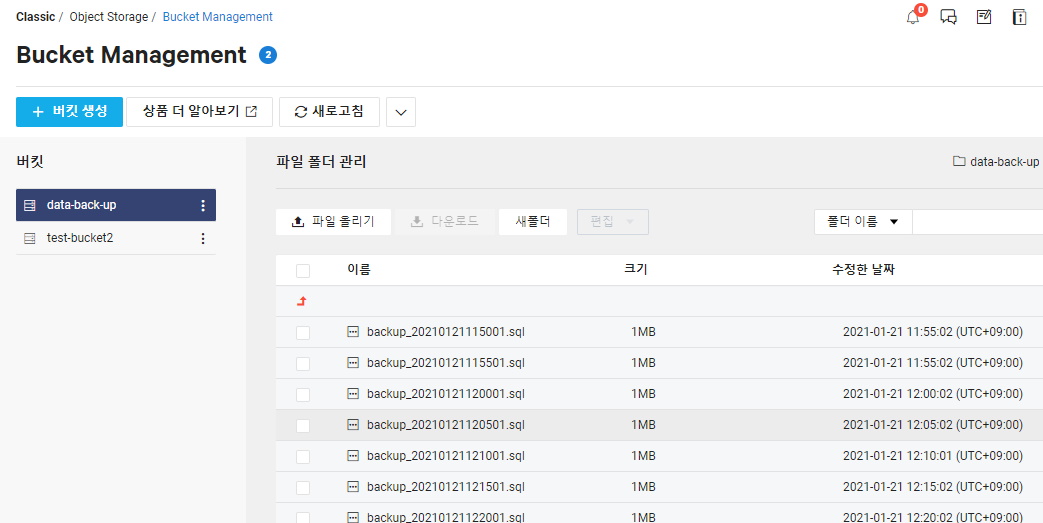 Classic / Object Storage / Bucket Management
0
Bucket Management 2
+ 버킷 생성 상품 더 알아보기 새로고침
버킷
data-back-up
test-bucket2
파일 폴더 관리 data-back-up
파일 올리기 다운로드 새폴더 편집 폴더 이름
이름 크기 수정한 날짜
backup_20210121115001.sql 1MB 2021-01-21 11:55:02 (UTC+09:00)
backup_20210121115501.sql 1MB 2021-01-21 11:55:02 (UTC+09:00)
backup_20210121120001.sql 1MB 2021-01-21 12:00:02 (UTC+09:00)
backup_20210121120501.sql 1MB 2021-01-21 12:05:02 (UTC+09:00)
backup_20210121121001.sql 1MB 2021-01-21 12:10:01 (UTC+09:00)
backup_20210121121501.sql 1MB 2021-01-21 12:15:02 (UTC+09:00)
backup_20210121122001.sql 1MB 2021-01-21 12:20:02 (UTC+09:00)